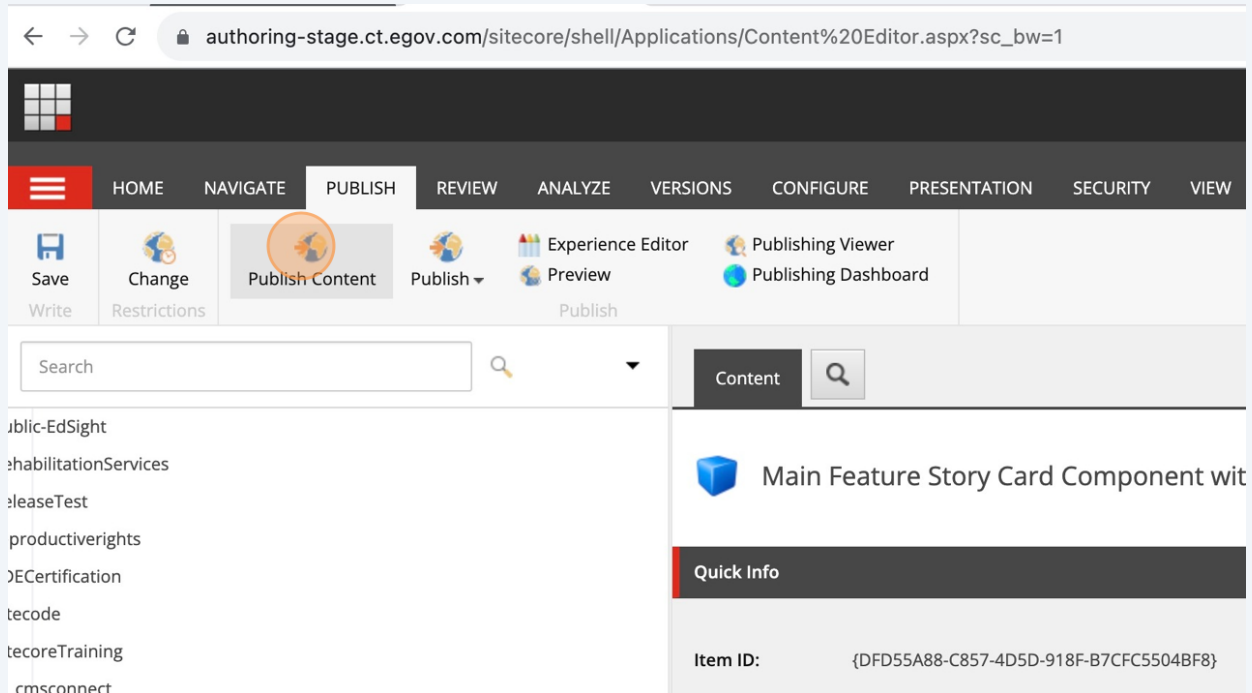 authoring-stage.ct.egov.com/sitecore/shell/Applications/Content%20Editor.aspx?sc_bw=1
HOME NAVIGATE PUBLISH REVIEW ANALYZE VERSIONS CONFIGURE PRESENTATION SECURITY VIEW
Save Change Publish Content Publish Experience Editor Publishing Viewer
Preview Publishing Dashboard
Write Restrictions Publish
Search
Content
ublic-EdSight
ehabilitationServices
eleaseTest
productiverights
DECertification
tecode
tecoreTraining
cmsconnect
Main Feature Story Card Component wit
Quick Info
Item ID: {DFD55A88-C857-4D5D-918F-B7CFC5504BF8}